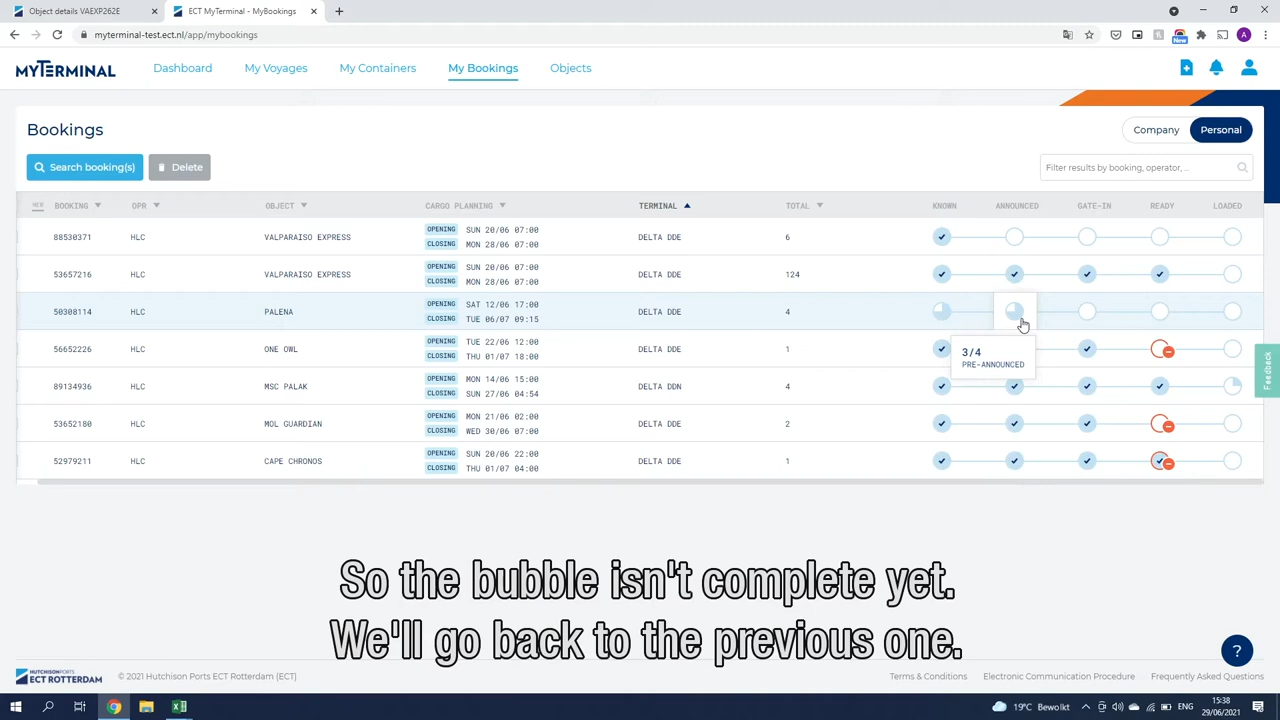 Object details VAEXP262E
ECT MyTerminal - MyBookings
myterminal-test.ect.nl/app/mybookings
New
A
MYTERMINAL
Dashboard My Voyages My Containers My Bookings Objects
Bookings
Company Personal
Search booking(s) Delete
Filter results by booking, operator, ...
NEW BOOKING OPR OBJECT CARGO PLANNING TERMINAL TOTAL KNOWN ANNOUNCED GATE-IN READY LOADED
OPENING SUN 20/06 07:00
88530371 HLC VALPARAISO EXPRESS DELTA DDE 6
CLOSING MON 28/06 07:00
OPENING SUN 20/06 07:00
53657216 HLC VALPARAISO EXPRESS DELTA DDE 124
CLOSING MON 28/06 07:00
OPENING SAT 12/06 17:00
50308114 HLC PALENA DELTA DDE 4
CLOSING TUE 06/07 09:15
OPENING TUE 22/06 12:00
56652226 HLC ONE OWL DELTA DDE 1
CLOSING THU 01/07 18:00
3/4
PRE-ANNOUNCED
OPENING MON 14/06 15:00
89134936 HLC MSC PALAK DELTA DDN 4
CLOSING SUN 27/06 04:54
OPENING MON 21/06 02:00
53652180 HLC MOL GUARDIAN DELTA DDE 2
CLOSING WED 30/06 07:00
OPENING SUN 20/06 22:00
52979211 HLC CAPE CHRONOS DELTA DDE 1
CLOSING THU 01/07 04:00
Feedback
So the bubble isn't complete yet.
We'll go back to the previous one.
?
HUTCHISON PORTS
ECT ROTTERDAM
© 2021 Hutchison Ports ECT Rotterdam (ECT)
Terms & Conditions Electronic Communication Procedure Frequently Asked Questions
19°C Bewolkt ENG
15:38
29/06/2021